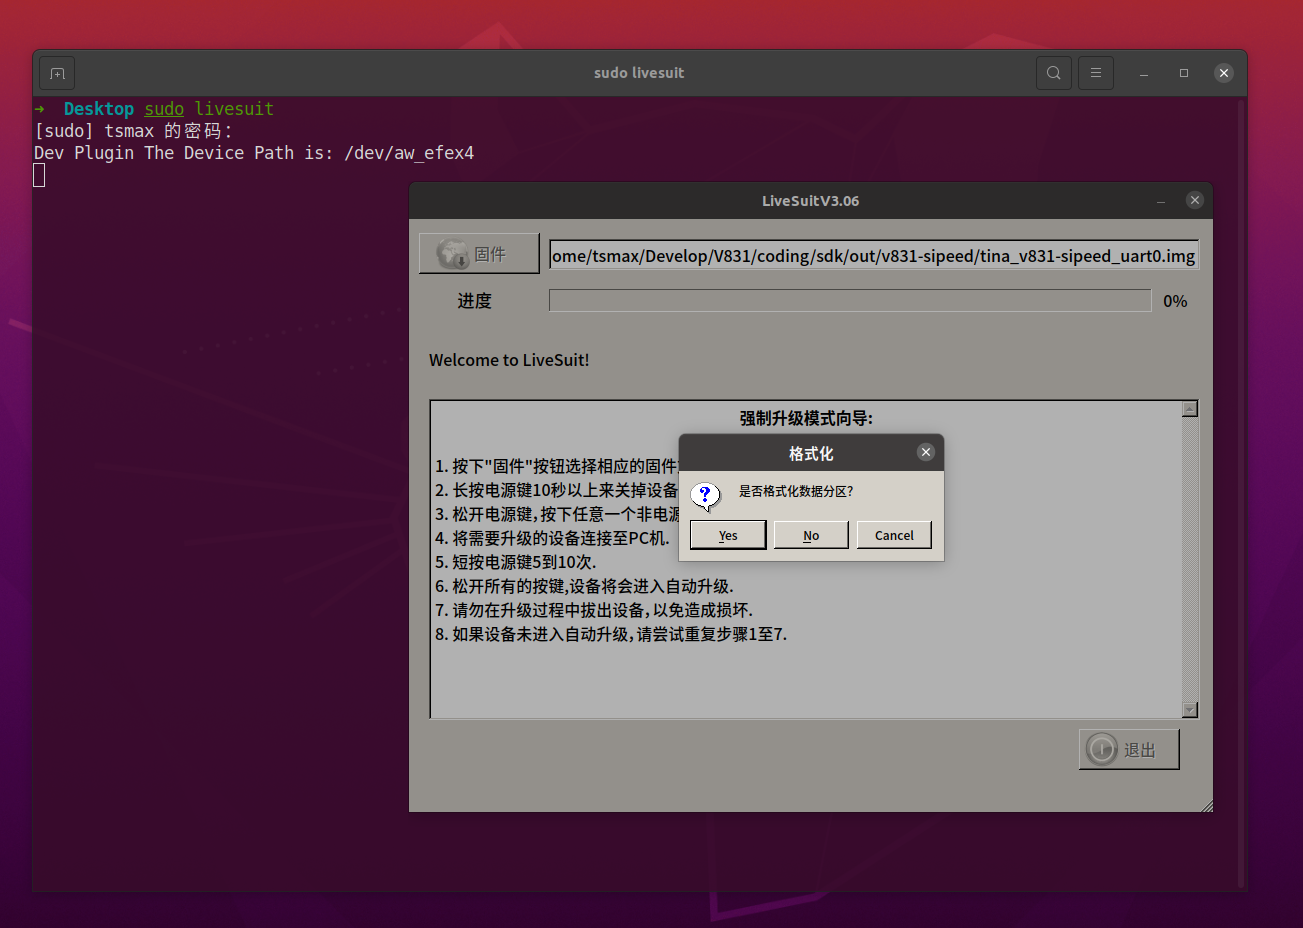 sudo livesuit
→ Desktop sudo livesuit
[sudo] tsmax 的密码：
Dev Plugin The Device Path is: /dev/aw_efex4
LiveSuitV3.06
固件
ome/tsmax/Develop/V831/coding/sdk/out/v831-sipeed/tina_v831-sipeed_uart0.img
进度
0%
Welcome to LiveSuit!
强制升级模式向导:
1. 按下"固件"按钮选择相应的固件
2. 长按电源键10秒以上来关掉设备
3. 松开电源键,按下任意一个非电源
4. 将需要升级的设备连接至PC机.
5. 短按电源键5到10次.
6. 松开所有的按键,设备将会进入自动升级.
7. 请勿在升级过程中拔出设备,以免造成损坏.
8. 如果设备未进入自动升级,请尝试重复步骤1至7.
格式化
是否格式化数据分区?
Yes
No
Cancel
退出